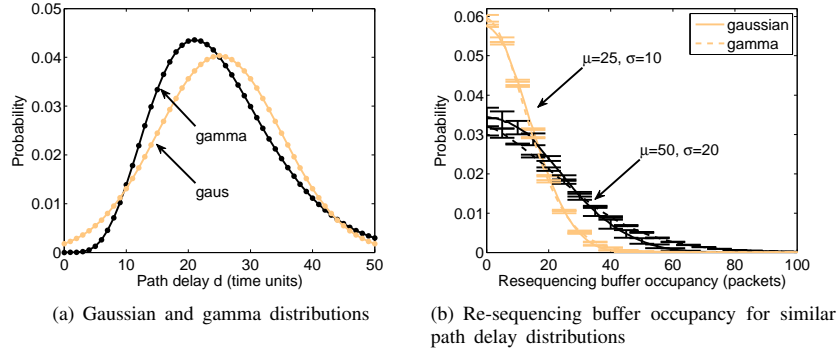 0.05
0.04
0.03
0.02
0.01
0.00
Probability
gamma
gaus
0 10 20 30 40 50
Path delay d (time units)
(a) Gaussian and gamma distributions
0.06
0.05
0.04
0.03
0.02
0.01
0
Probability
gaussian
gamma
μ=25, σ=10
μ=50, σ=20
0 20 40 60 80 100
Resequencing buffer occupancy (packets)
(b) Re-sequencing buffer occupancy for similar
path delay distributions